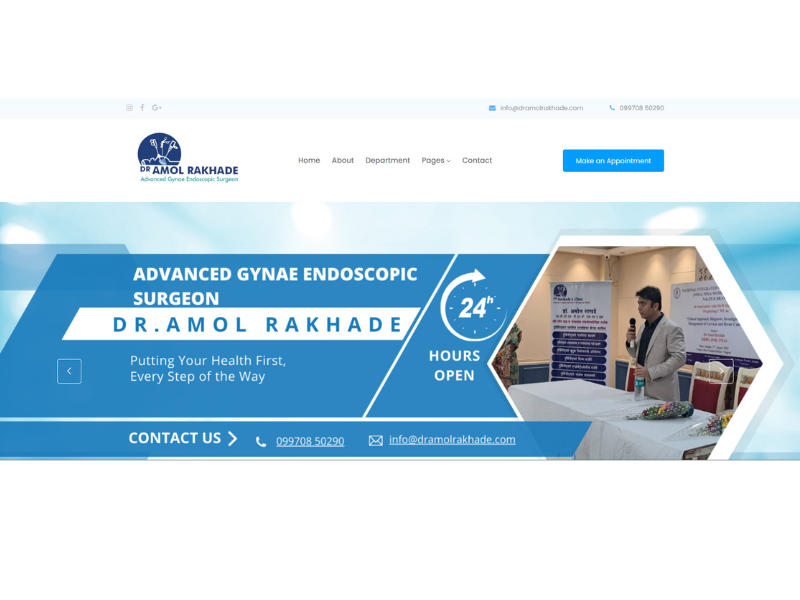 info@dramolrakhade.com
099708 50290
DR AMOL RAKHADE
Advanced Gynae Endoscopic Surgeon
Home About Department Pages Contact
Make an Appointment
ADVANCED GYNAE ENDOSCOPIC
SURGEON
DR.AMOL RAKHADE
Putting Your Health First,
Every Step of the Way
24h
HOURS
OPEN
CONTACT US
099708 50290
info@dramolrakhade.com